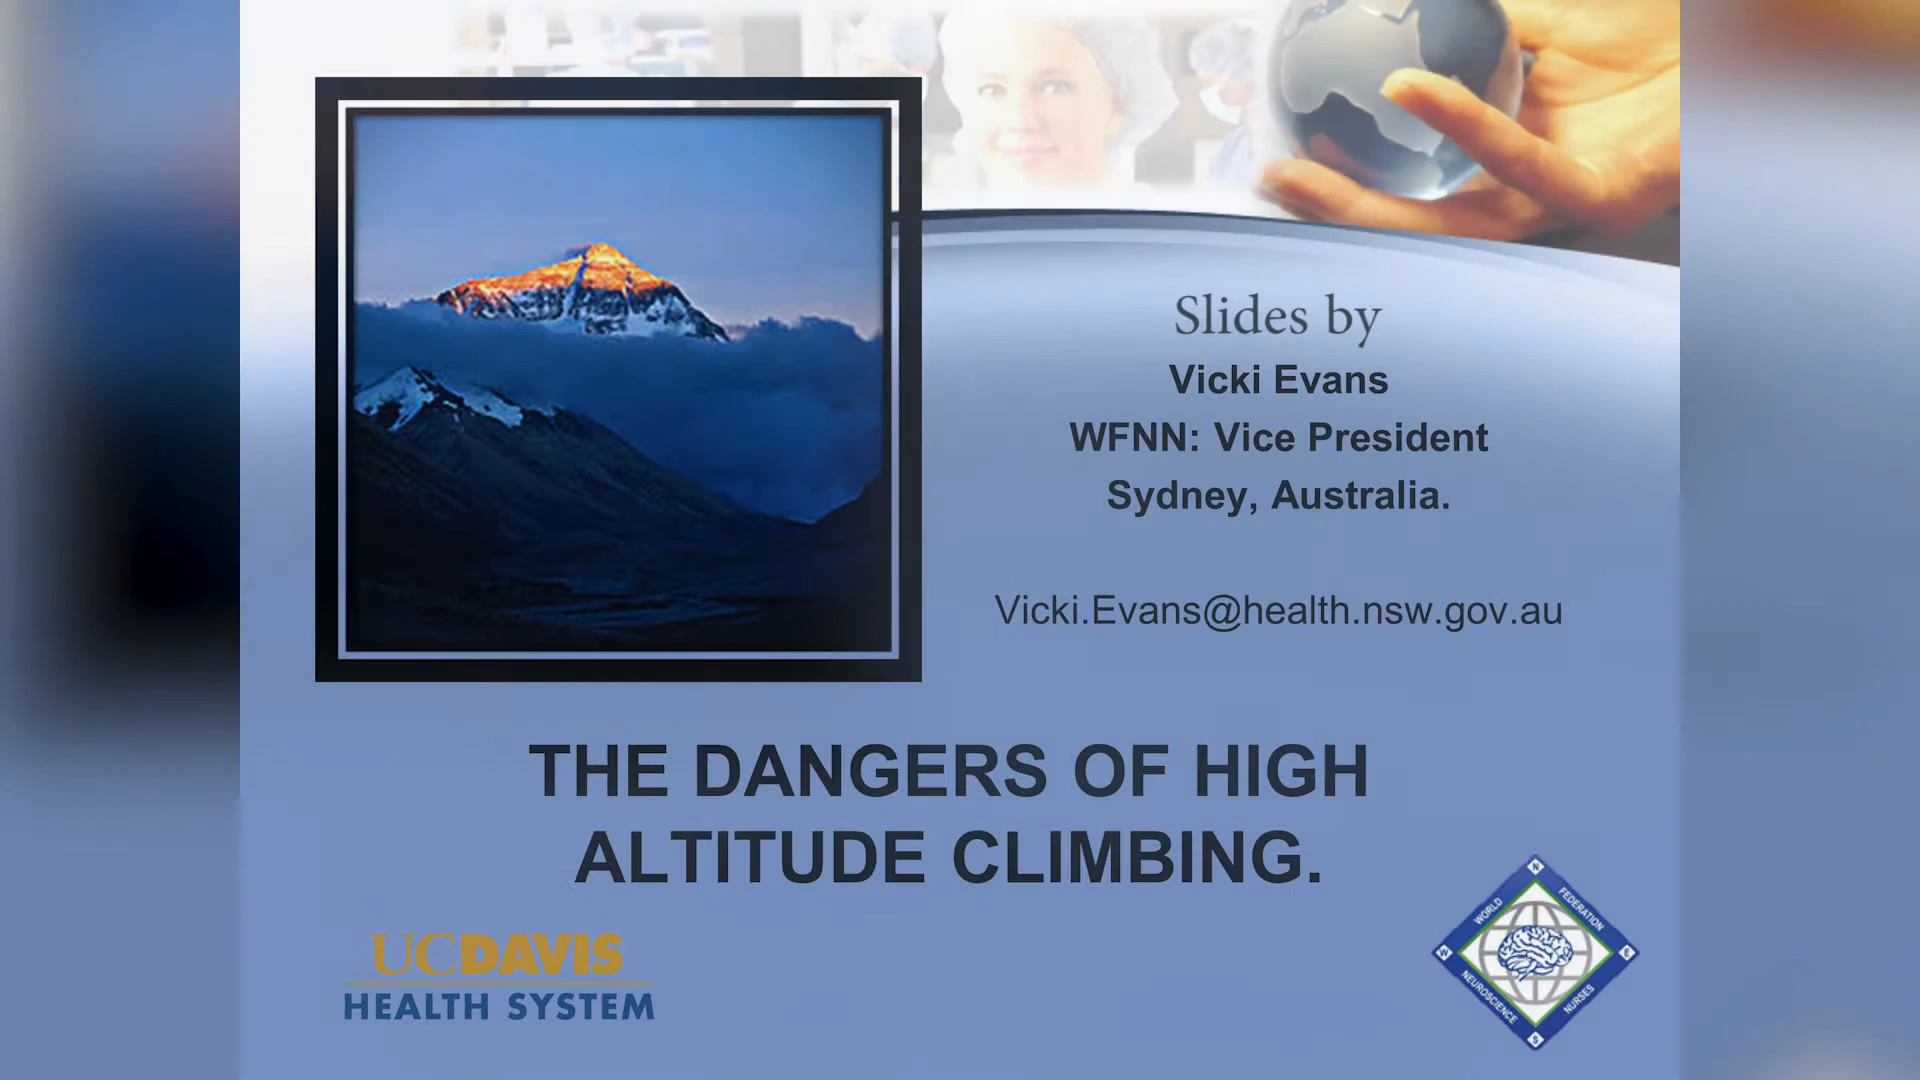 Slides by
Vicki Evans
WFNN: Vice President
Sydney, Australia.
Vicki.Evans@health.nsw.gov.au
THE DANGERS OF HIGH
ALTITUDE CLIMBING.
UCDAVIS
HEALTH SYSTEM
N
WORLD
FEDERATION
W
E
NEUROSCIENCE
NURSES
S